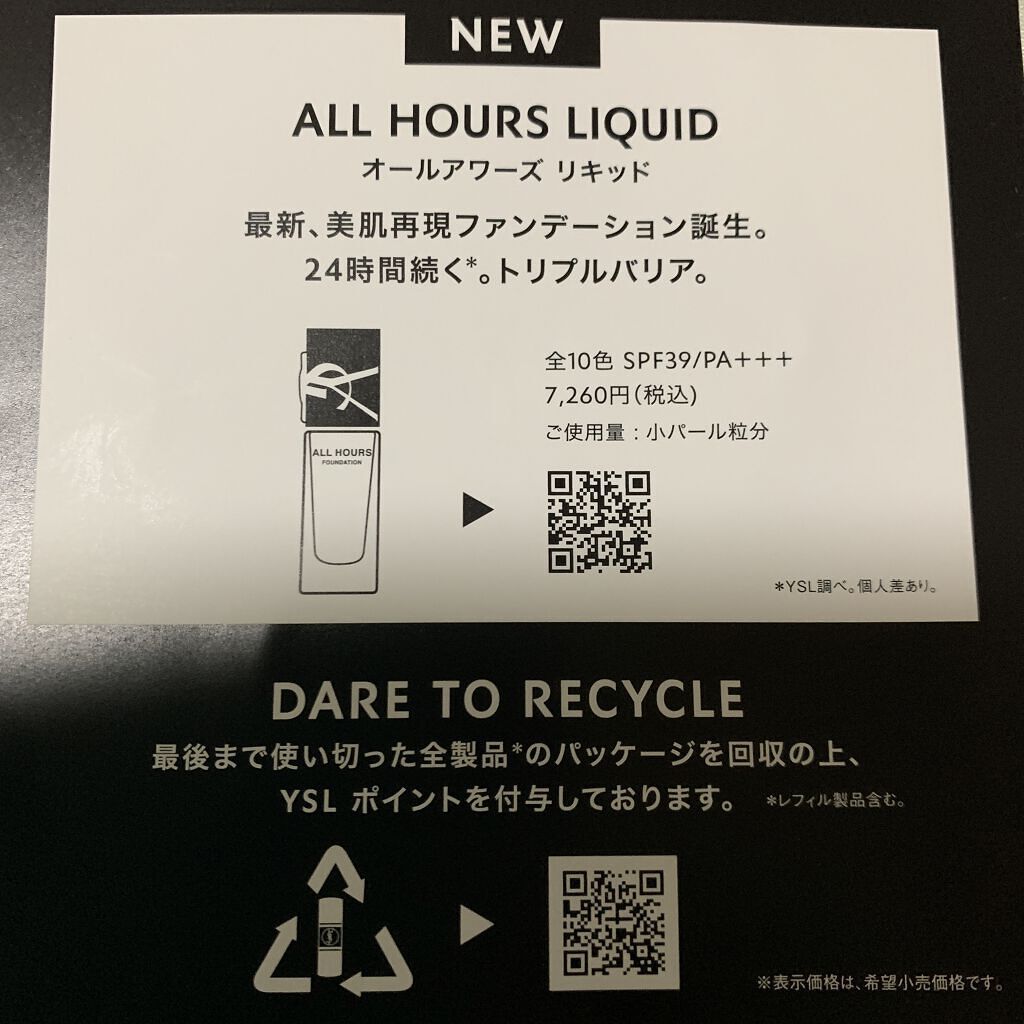 NEW
ALL HOURS LIQUID
オールアワーズ リキッド
最新、美肌再現ファンデーション誕生。
24時間続く*。トリプルバリア。
全10色 SPF39/PA+++
7,260円(税込)
ご使用量：小パール粒分
ALL HOURS
FOUNDATION
*YSL調べ。個人差あり。
DARE TO RECYCLE
最後まで使い切った全製品*のパッケージを回収の上、
YSL ポイントを付与しております。 *レフィル製品含む。
※表示価格は、希望小売価格です。